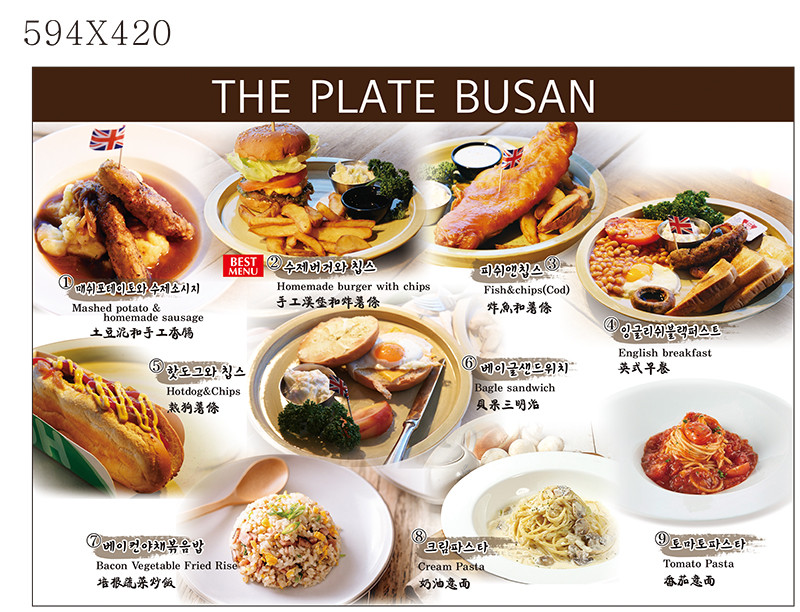 594X420
THE PLATE BUSAN
BEST
MENU
① 매쉬포테이토와 수제소시지
Mashed potato &
homemade sausage
土豆泥和手工香肠
② 수제버거와 칩스
Homemade burger with chips
手工漢堡和炸薯條
피쉬앤칩스 ③
Fish&chips(Cod)
炸魚和薯條
④ 잉글리쉬블랙퍼스트
English breakfast
英式早餐
⑤ 핫도그와 칩스
Hotdog&Chips
熱狗薯條
⑥ 베이글샌드위치
Bagle sandwich
貝果三明治
⑦ 베이컨야채볶음밥
Bacon Vegetable Fried Rise
培根蔬菜炒飯
⑧ 크림파스타
Cream Pasta
奶油意面
⑨ 토마토파스타
Tomato Pasta
番茄意面